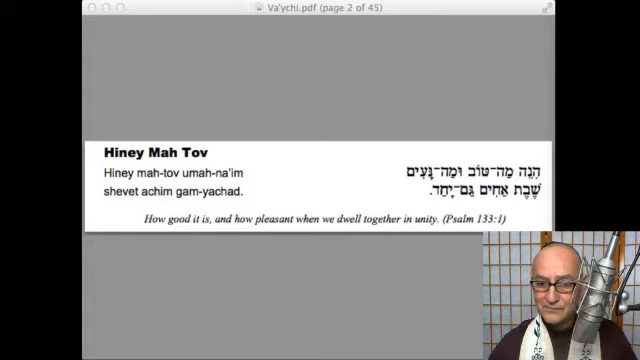 Va'ychi.pdf (page 2 of 45)
Hiney Mah Tov
Hiney mah-tov umah-na'im
shevet achim gam-yachad.
הִנֵּה מַה־טּוֹב וּמַה־נָּעִים
שֶׁבֶת אַחִים גַּם־יָחַד.
How good it is, and how pleasant when we dwell together in unity. (Psalm 133:1)